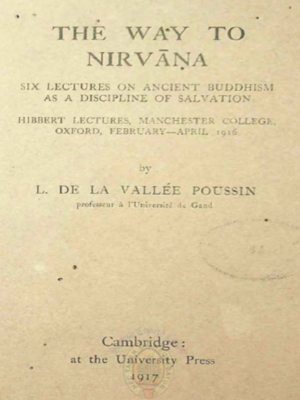 THE WAY TO
NIRVĀṆA
SIX LECTURES ON ANCIENT BUDDHISM
AS A DISCIPLINE OF SALVATION
HIBBERT LECTURES, MANCHESTER COLLEGE,
OXFORD, FEBRUARY—APRIL 1916
by
L. DE LA VALLÉE POUSSIN
professeur à l'Université de Gand
Cambridge:
at the University Press
1917